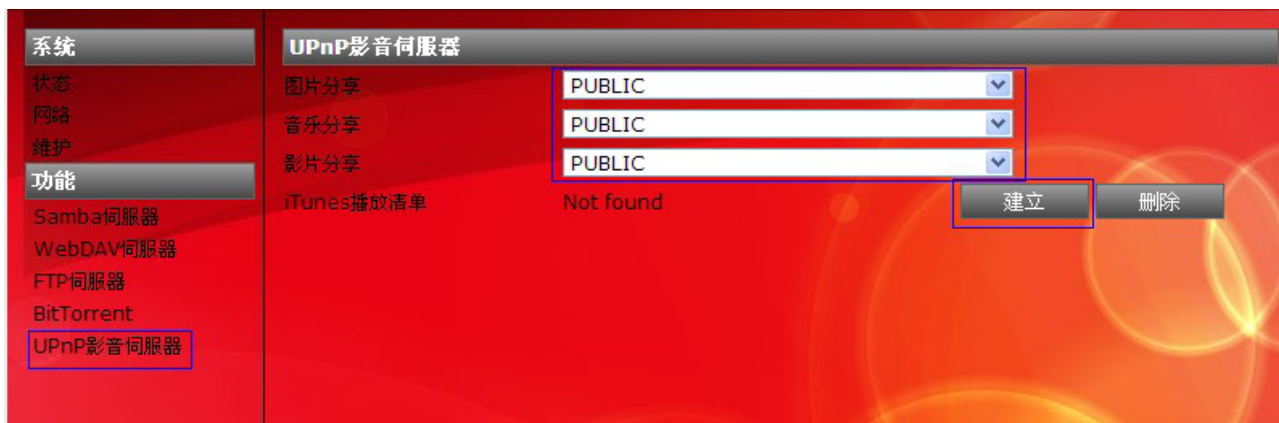 系统
状态
网络
维护
功能
Samba伺服器
WebDAV伺服器
FTP伺服器
BitTorrent
UPnP影音伺服器
UPnP影音伺服器
图片分享 PUBLIC
音乐分享 PUBLIC
影片分享 PUBLIC
iTunes播放清单 Not found 建立 删除